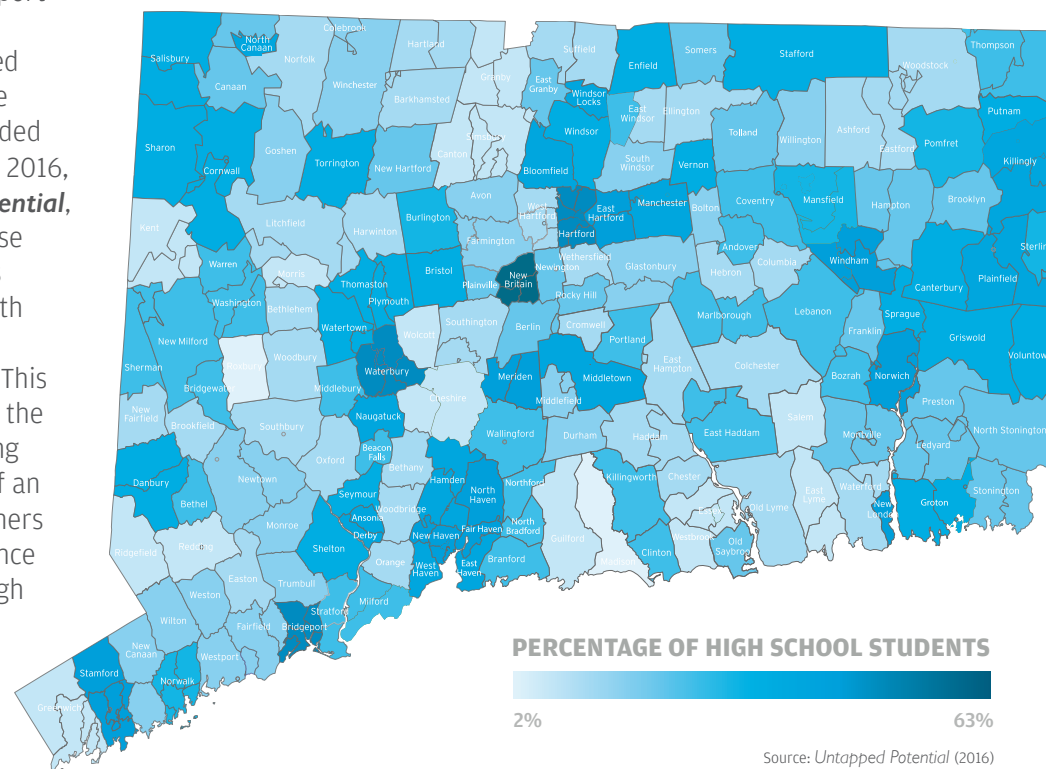 port
ed
e
ded
2016,
ential,
se
th
This
the
ng
f an
ners
nce
gh
Colebrook
North
Canaan
Hartland
Suffield
Thompson
Salisbury
Norfolk
Somers
Stafford
Enfield
Woodstock
Granby
Canaan
Winchester
East
Granby
Barkhamsted
Windsor
Locks
East
Windsor
Ellington
Putnam
Sharon
Goshen
Simsbury
Windsor
Tolland
Willington
Ashford
Eastford
Pomfret
Torrington
Canton
Killingly
Cornwall
New Hartford
Bloomfield
South
Windsor
Vernon
Avon
West
Hartford
East
Hartford
Manchester
Bolton
Coventry
Mansfield
Hampton
Brooklyn
Kent
Litchfield
Burlington
Harwinton
Hartford
Farmington
Andover
Sterlin
Warren
Morris
Bristol
Wethersfield
Newington
Glastonbury
Hebron
Columbia
Windham
Plainfield
Thomaston
Plainville
New
Britain
Canterbury
Washington
Bethlehem
Plymouth
Rocky Hill
Marlborough
Lebanon
Sprague
New Milford
Watertown
Wolcott
Southington
Berlin
Cromwell
Franklin
Griswold
Portland
Sherman
Roxbury
Woodbury
Waterbury
East
Hampton
Colchester
Voluntow
Bridgewater
Middlebury
Meriden
Middletown
Bozrah
Norwich
Cheshire
Middlefield
Preston
New
Fairfield
Brookfield
Southbury
Naugatuck
Wallingford
Durham
Haddam
East Haddam
Salem
Montville
North Stonington
Ledyard
Oxford
Beacon
Falls
Bethany
Danbury
Newtown
Hamden
North
Haven
Northford
Killingworth
Chester
East
Lyme
Waterford
Stonington
Bethel
Seymour
Woodbridge
Ansonia
Essex
Old Lyme
New
London
Groton
Monroe
Derby
New Haven
Fair Haven
North
Bradford
Guilford
Westbrook
Old
Saybrook
Ridgefield
Redding
Shelton
Orange
West
Haven
East
Haven
Branford
Madison
Clinton
Easton
Trumbull
Weston
Milford
Stratford
Wilton
Fairfield
Bridgeport
New
Canaan
Westport
Stamford
Norwalk
Greenwich
PERCENTAGE OF HIGH SCHOOL STUDENTS
2%
63%
Source: Untapped Potential (2016)